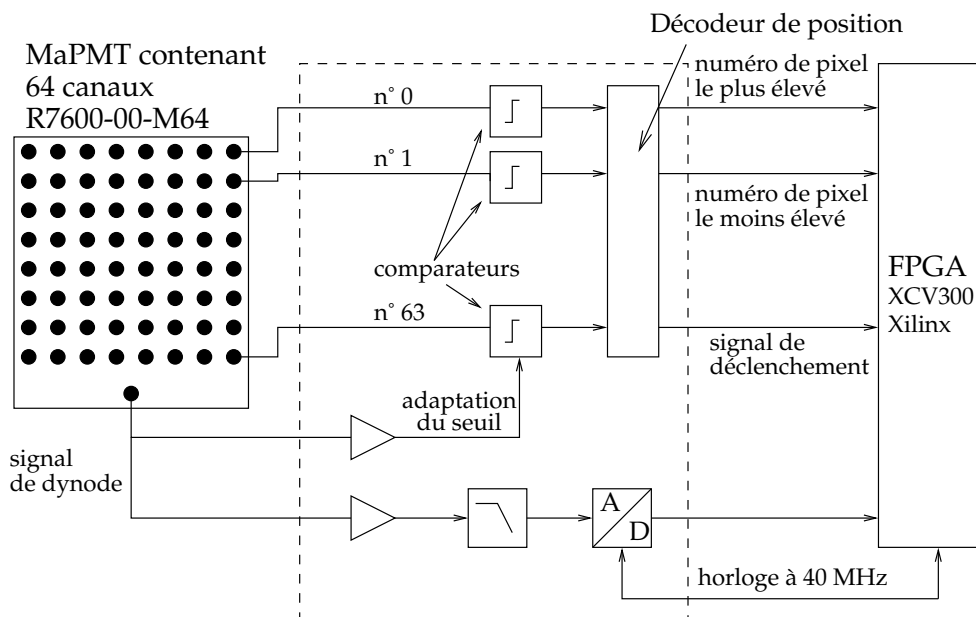 MaPMT contenant
64 canaux
R7600-00-M64
Décodeur de position
numéro de pixel
le plus élevé
n° 0
n° 1
numéro de pixel
le moins élevé
comparateurs
FPGA
XCV300
Xilinx
n° 63
signal de
déclenchement
adaptation
du seuil
signal
de dynode
A
D
horloge à 40 MHz